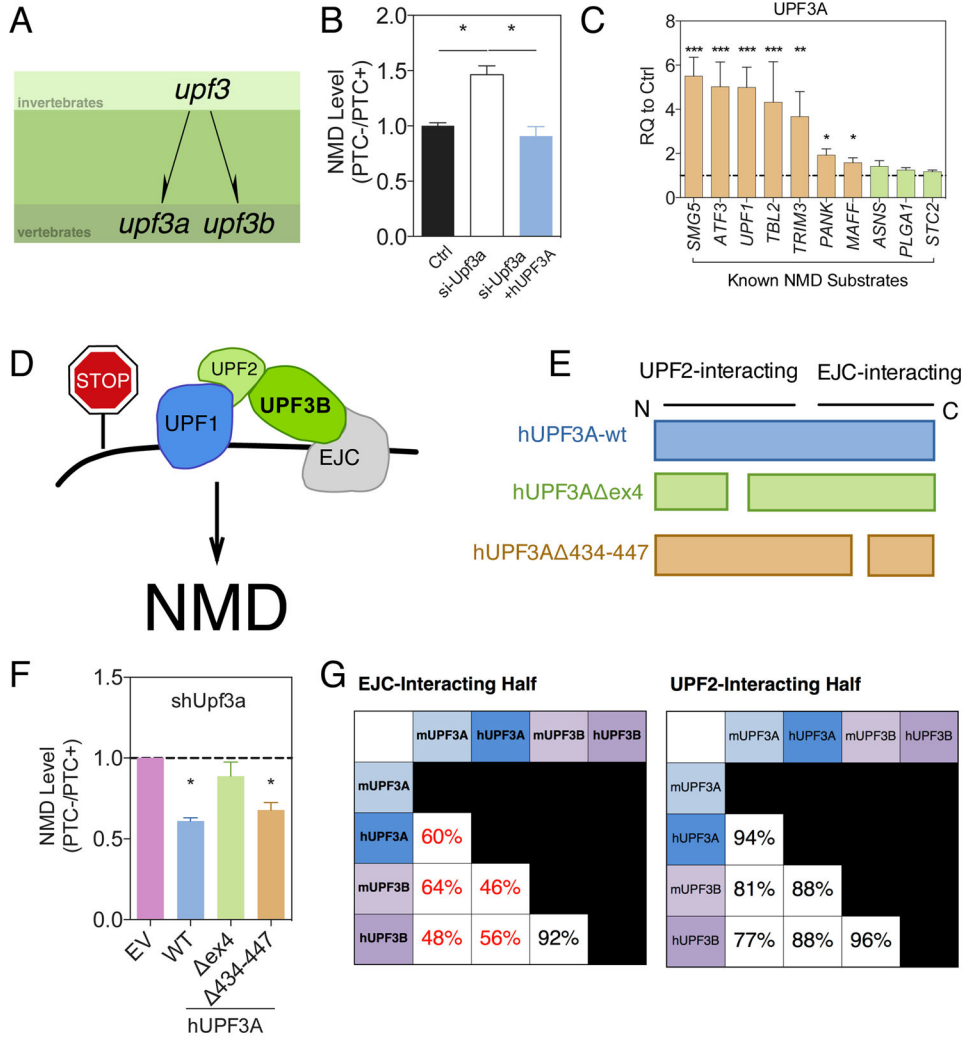 A
upf3
invertebrates
upf3a upf3b
vertebrates
B
NMD Level
(PTC-/PTC+)
2.0
1.5
1.0
0.5
0.0
* *
Ctrl
si-Upf3a
si-Upf3a
+hUPF3A
C
UPF3A
RQ to Ctrl
8
6
4
2
0
*** *** *** *** ** * *
SMG5
ATF3
UPF1
TBL2
TRIM3
PANK
MAFF
ASNS
PLGA1
STC2
Known NMD Substrates
D
STOP
UPF2
UPF1
UPF3B
EJC
NMD
E
UPF2-interacting
EJC-interacting
N
C
hUPF3A-wt
hUPF3AΔex4
hUPF3AΔ434-447
F
NMD Level
(PTC-/PTC+)
1.5
1.0
0.5
0.0
shUpf3a
* *
EV
WT
Δex4
Δ434-447
hUPF3A
G
EJC-Interacting Half
mUPF3A hUPF3A mUPF3B hUPF3B
mUPF3A
hUPF3A 60%
mUPF3B 64% 46%
hUPF3B 48% 56% 92%
UPF2-Interacting Half
mUPF3A hUPF3A mUPF3B hUPF3B
mUPF3A
hUPF3A 94%
mUPF3B 81% 88%
hUPF3B 77% 88% 96%